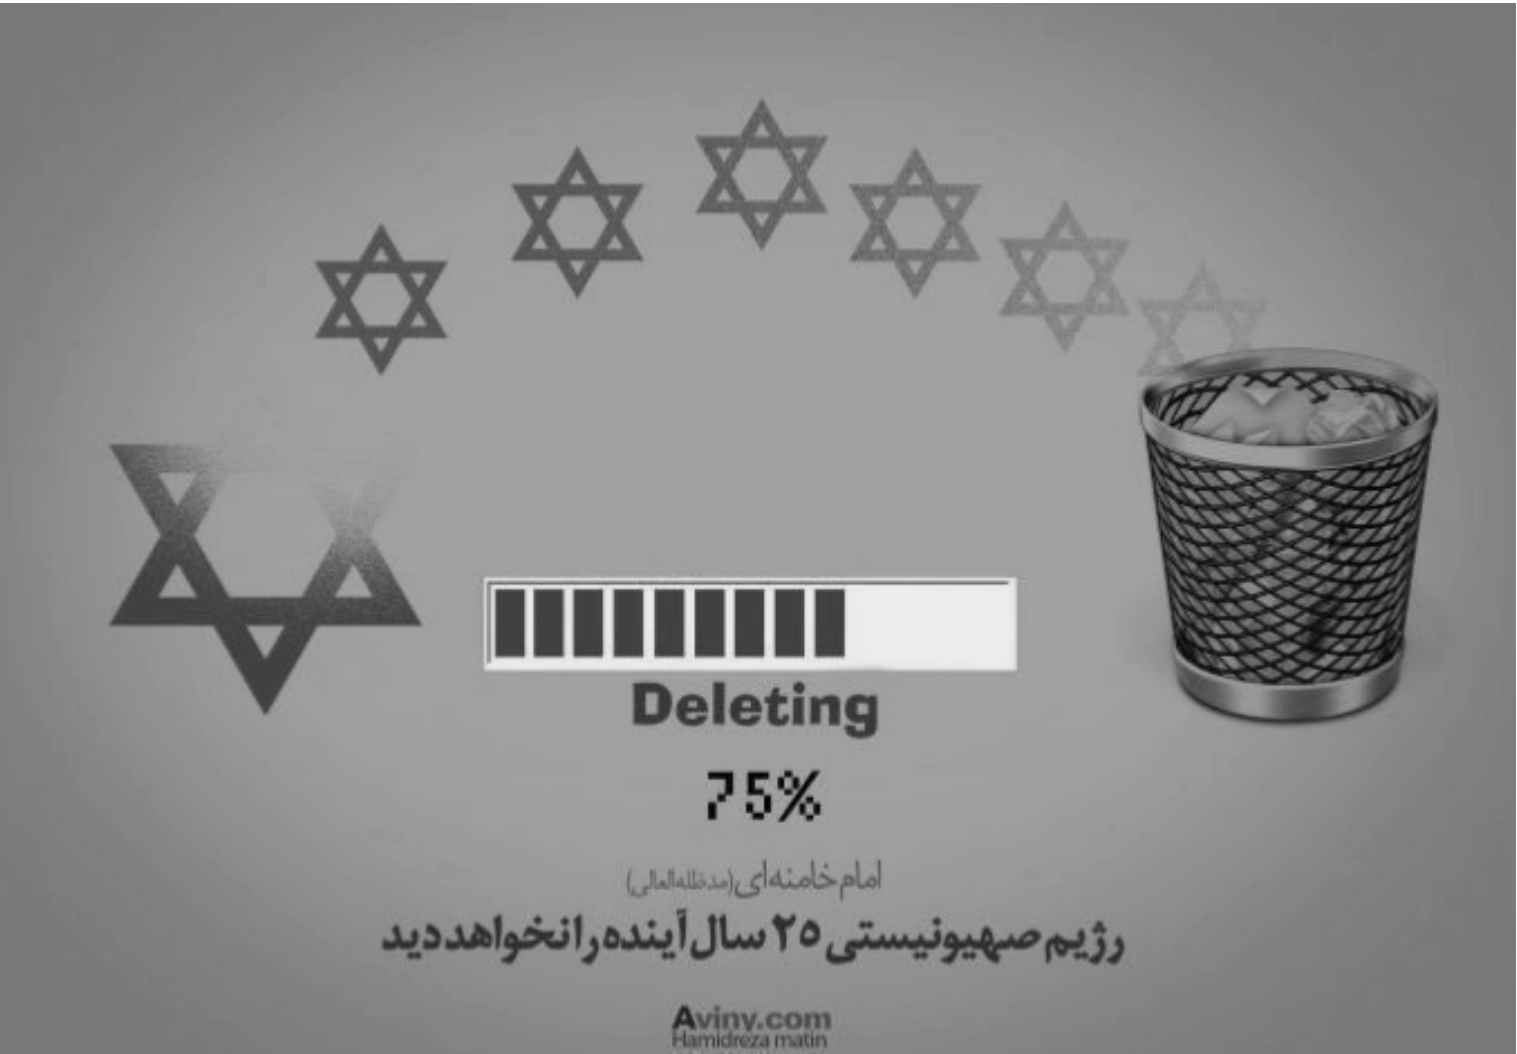 Deleting
75%
امام خامنه‌ای (مدظله‌العالی)
رژیم صهیونیستی ۲۵ سال آینده را نخواهد دید
Aviny.com
Hamidreza matin